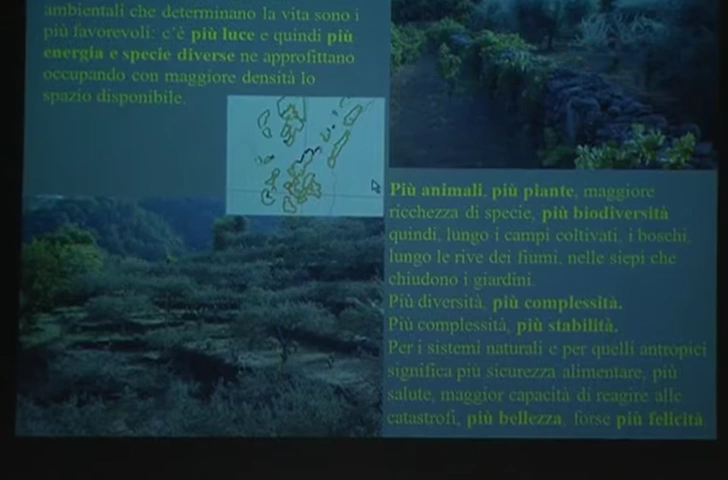 ambientali che determinano la vita sono i
più favorevoli: c'è più luce e quindi più
energia e specie diverse ne approfittano
occupando con maggiore densità lo
spazio disponibile.
Più animali, più piante, maggiore
ricchezza di specie, più biodiversità
quindi, lungo i campi coltivati, i boschi,
lungo le rive dei fiumi, nelle siepi che
chiudono i giardini.
Più diversità, più complessità.
Più complessità, più stabilità.
Per i sistemi naturali e per quelli antropici
significa più sicurezza alimentare, più
salute, maggior capacità di reagire alle
catastrofi, più bellezza, forse più felicità.